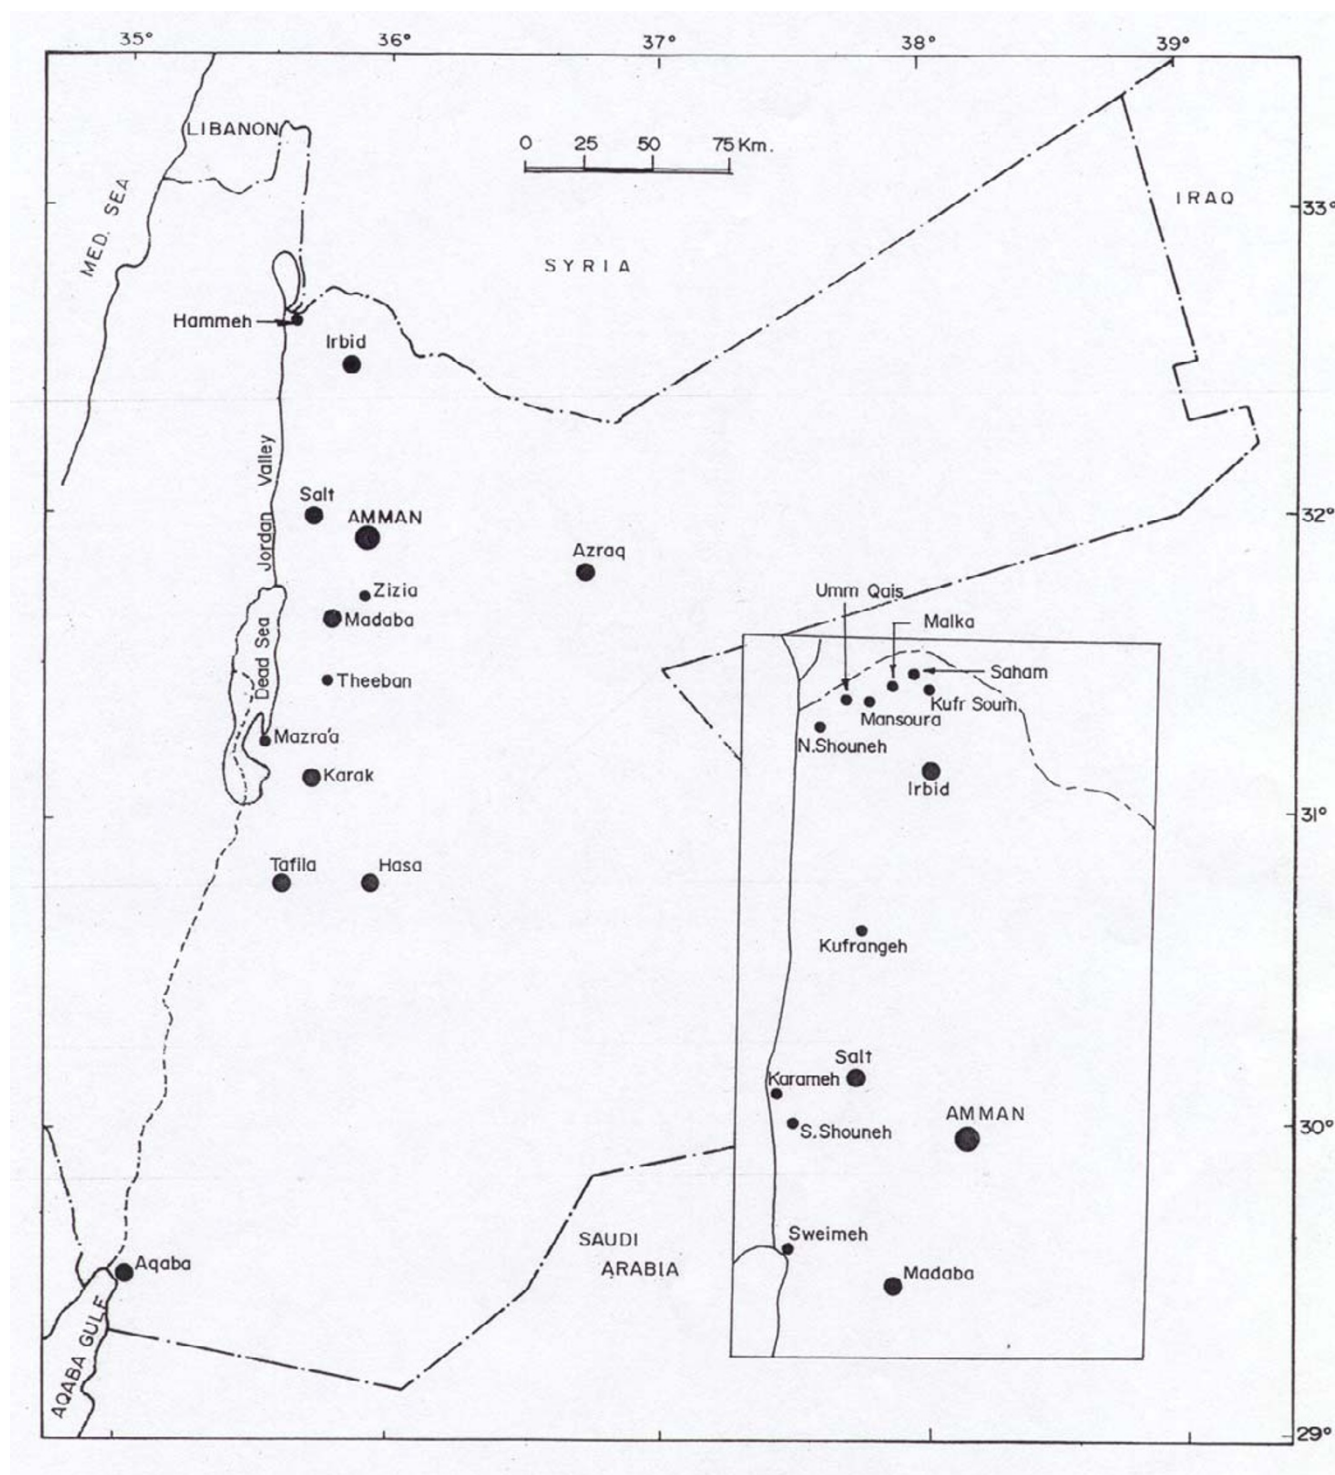 35° 36° 37° 38° 39°
LIBANON
0 25 50 75 Km.
MED. SEA
IRAQ
33°
SYRIA
Hammeh
Irbid
Jordan Valley
Salt
AMMAN
32°
Azraq
Zizia
Madaba
Dead Sea
Theeban
Mazra'a
Karak
Tafila
Hasa
Umm Qais
Malka
Saham
Kufr Soum
Mansoura
N.Shouneh
Irbid
31°
Kufrangeh
Salt
Karameh
AMMAN
S.Shouneh
30°
Sweimeh
Madaba
SAUDI
ARABIA
Aqaba
AQABA GULF
29°